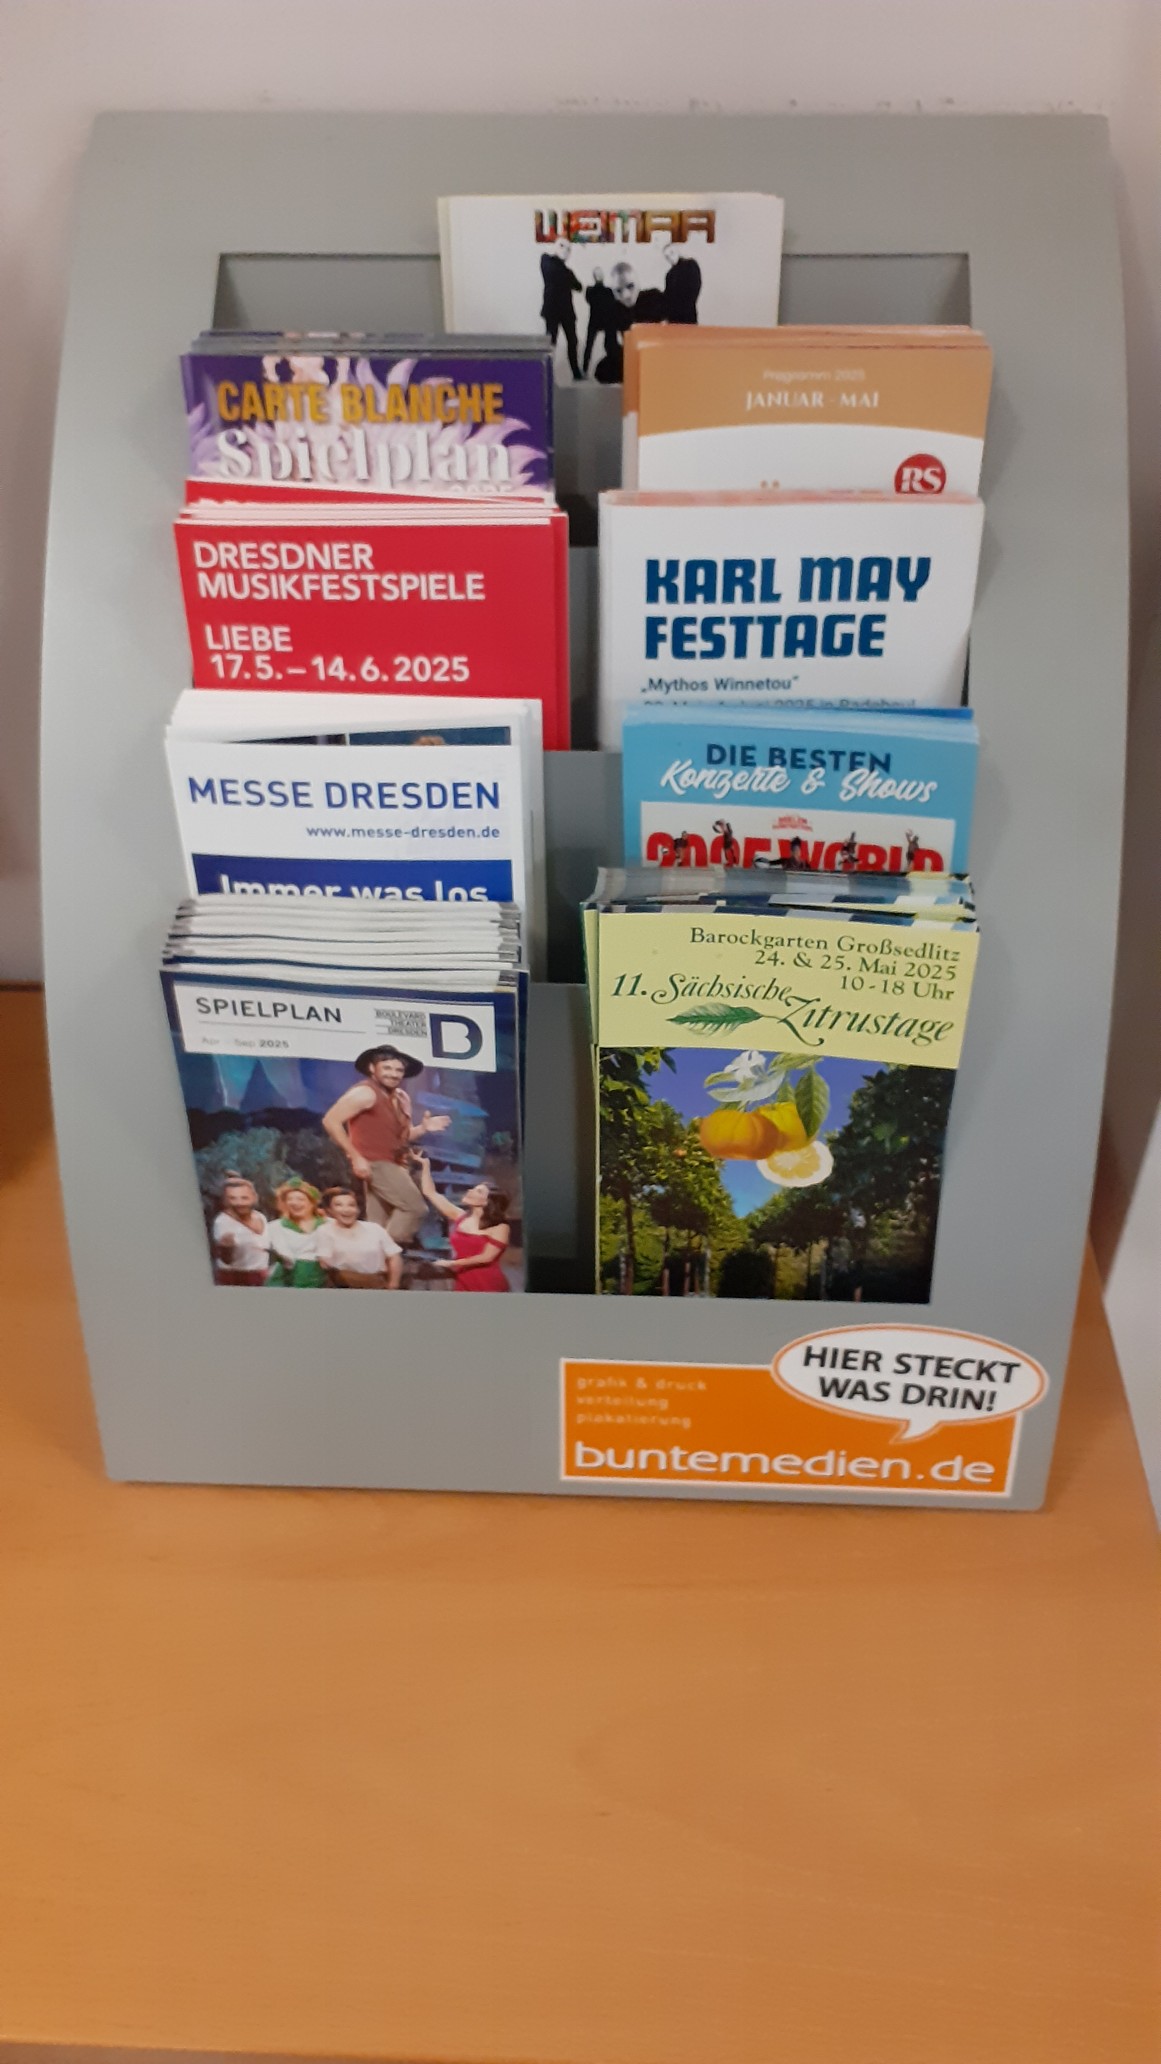 WOMAA
CARTE BLANCHE
Spielplan
Programm 2025
JANUAR - MAI
RS
DRESDNER
MUSIKFESTSPIELE
LIEBE
17. 5. – 14. 6. 2025
KARL MAY
FESTTAGE
„Mythos Winnetou“
MESSE DRESDEN
www.messe-dresden.de
Immer was los
DIE BESTEN
Konzerte & Shows
SPIELPLAN
Apr - Sep 2025
BOULEVARD
THEATER
DRESDEN
B
Barockgarten Großsedlitz
24. & 25. Mai 2025
10 - 18 Uhr
11. Sächsische
Zitrustage
HIER STECKT
WAS DRIN!
grafik & druck
verteilung
plakatierung
buntemedien.de